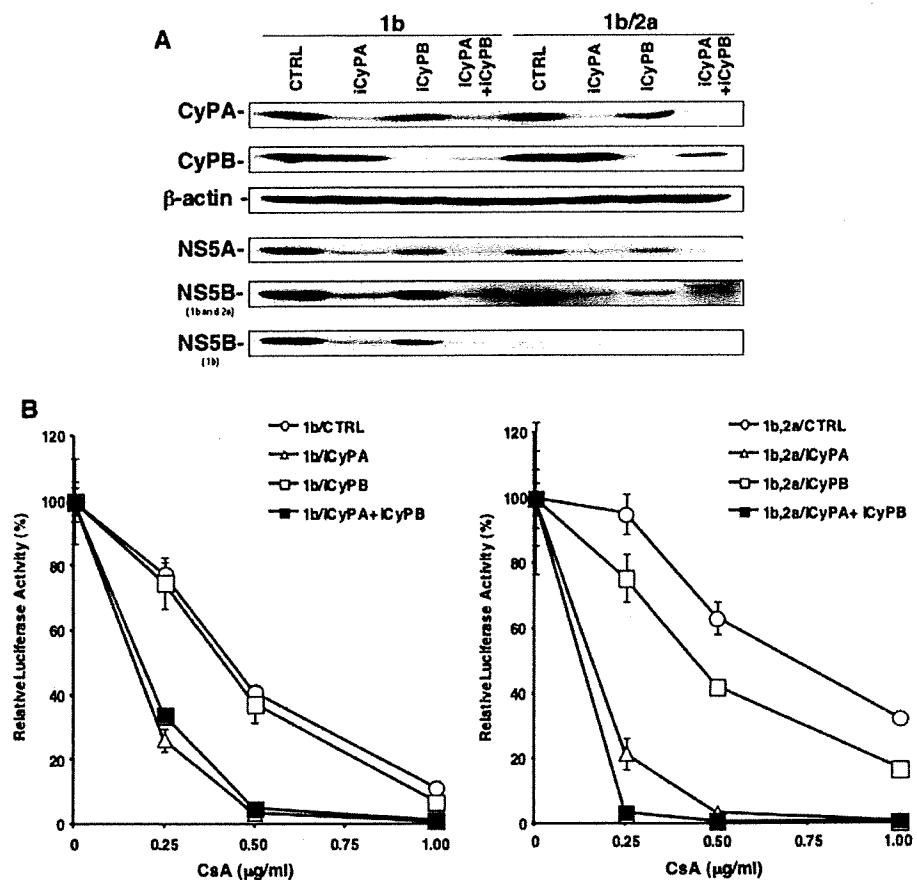 A
1b
1b/2a
CTRL
iCyPA
iCyPB
iCyPA
+iCyPB
CTRL
iCyPA
iCyPB
iCyPA
+iCyPB
CyPA-
CyPB-
β-actin -
NS5A-
NS5B-
(1b and 2a)
NS5B-
(1b)
B
1b/CTRL
1b/iCyPA
1b/iCyPB
1b/iCyPA+iCyPB
Relative Luciferase Activity (%)
120
100
80
60
40
20
0
0
0.25
0.50
0.75
1.00
CsA (μg/ml)
1b,2a/CTRL
1b,2a/iCyPA
1b,2a/iCyPB
1b,2a/iCyPA+ iCyPB
Relative Luciferase Activity (%)
120
100
80
60
40
20
0
0
0.25
0.50
0.75
1.00
CsA (μg/ml)